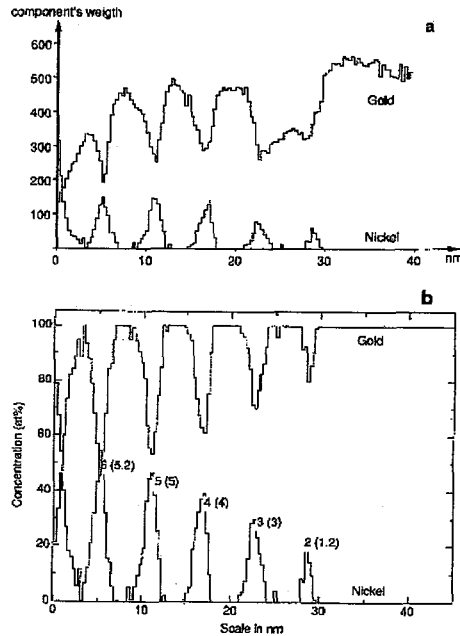 component's weigth
a
600
500
400
300
200
100
Gold
Nickel
0 10 20 30 40 nm
b
100
80
60
40
20
0
Concentration (at%)
Gold
6 (5.2)
5 (5)
4 (4)
3 (3)
2 (1.2)
Nickel
0 10 20 30 40
Scale in nm